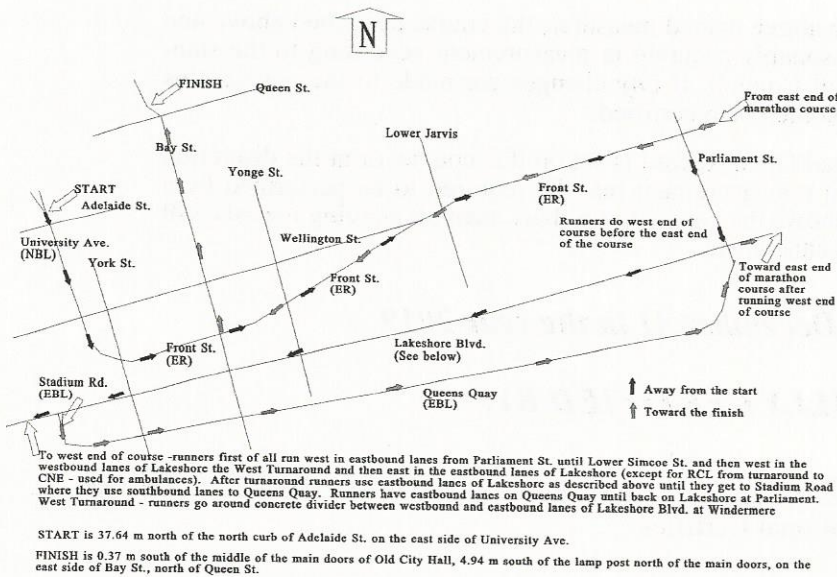 N
FINISH
Queen St.
From east end of
marathon course
Bay St.
Lower Jarvis
Parliament St.
START
Adelaide St.
Yonge St.
Front St.
(ER)
University Ave.
(NBL)
Wellington St.
Runners do west end of
course before the east end
of the course
York St.
Front St.
(ER)
Toward east end
of marathon
course after
running west end
of course
Front St.
(ER)
Lakeshore Blvd.
(See below)
Stadium Rd.
(EBL)
Queens Quay
(EBL)
Away from the start
Toward the finish
To west end of course -runners first of all run west in eastbound lanes from Parliament St. until Lower Simcoe St. and then west in the
westbound lanes of Lakeshore the West Turnaround and then east in the eastbound lanes of Lakeshore (except for RCL from turnaround to
CNE - used for ambulances). After turnaround runners use eastbound lanes of Lakeshore as described above until they get to Stadium Road
where they use southbound lanes to Queens Quay. Runners have eastbound lanes on Queens Quay until back on Lakeshore at Parliament.
West Turnaround - runners go around concrete divider between westbound and eastbound lanes of Lakeshore Blvd. at Windermere
START is 37.64 m north of the north curb of Adelaide St. on the east side of University Ave.
FINISH is 0.37 m south of the middle of the main doors of Old City Hall, 4.94 m south of the lamp post north of the main doors, on the
east side of Bay St., north of Queen St.